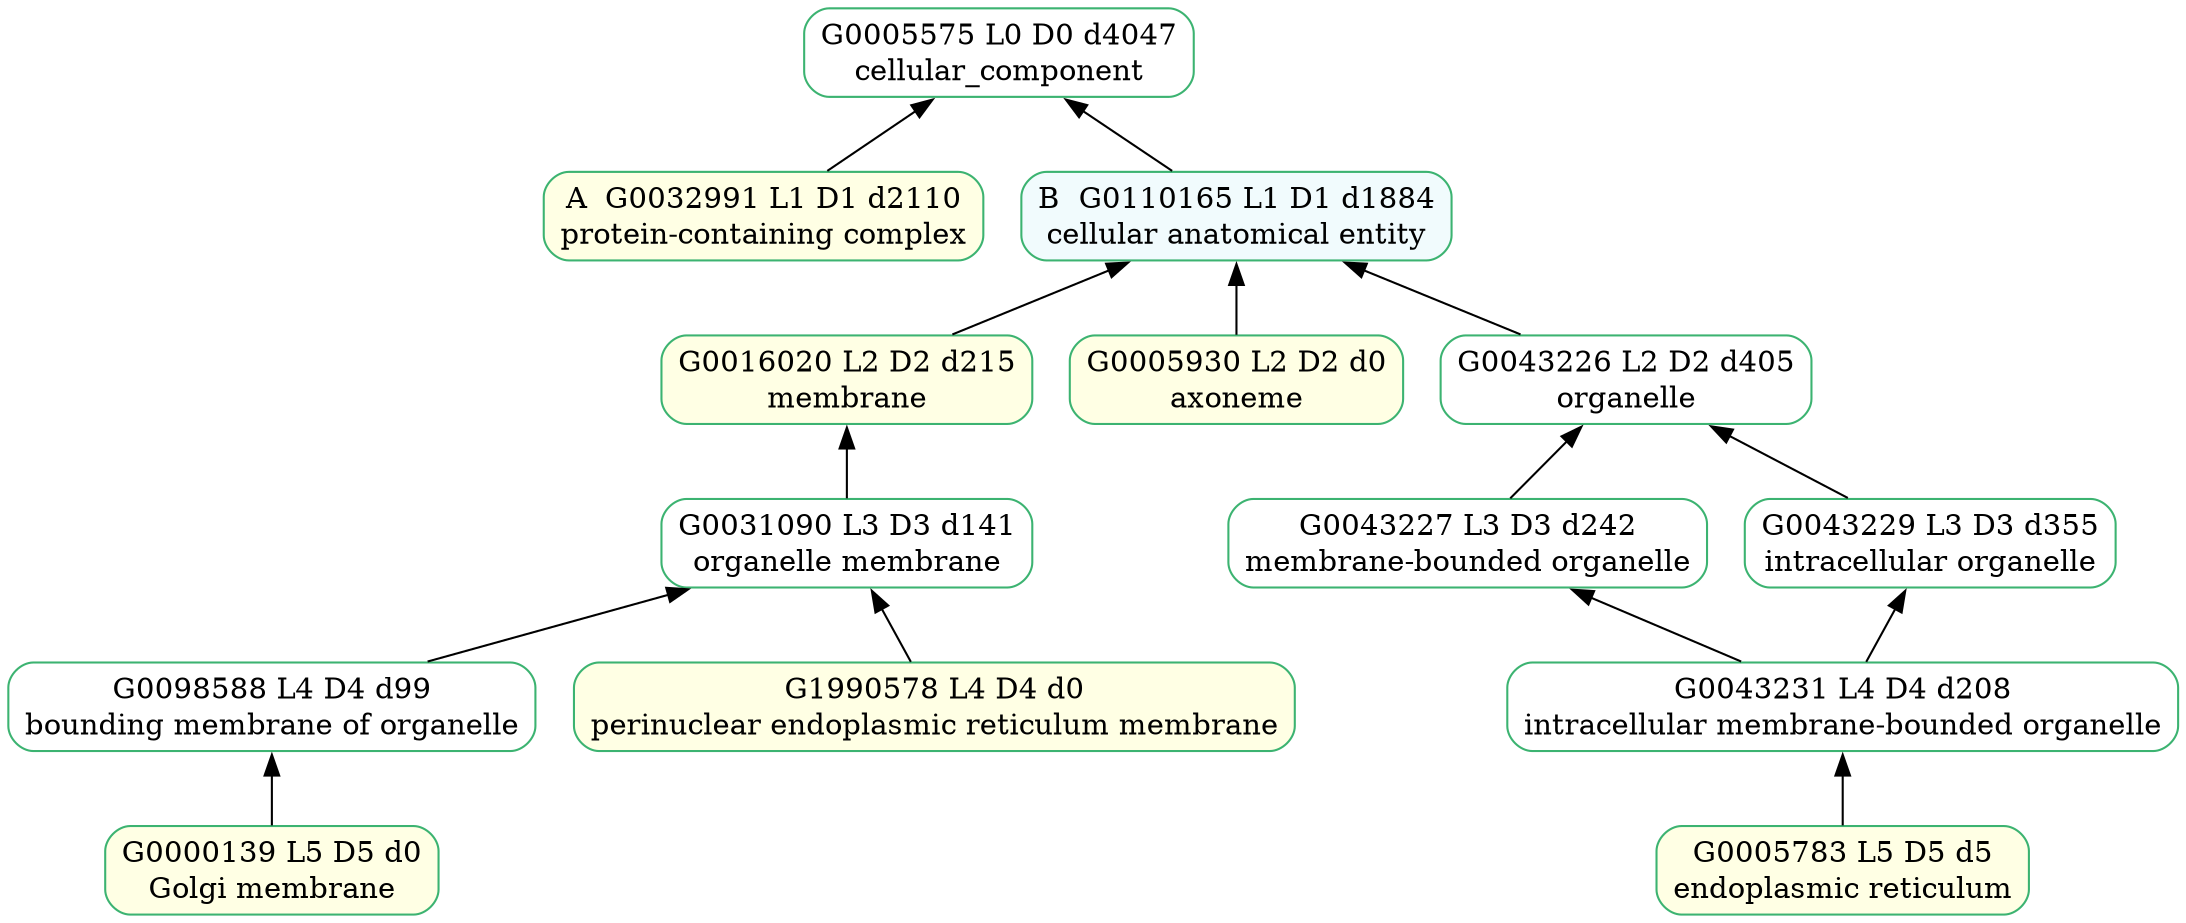 G0005575 L0 D0 d4047
cellular_component
A  G0032991 L1 D1 d2110
protein-containing complex
B  G0110165 L1 D1 d1884
cellular anatomical entity
G0016020 L2 D2 d215
membrane
G0005930 L2 D2 d0
axoneme
G0043226 L2 D2 d405
organelle
G0031090 L3 D3 d141
organelle membrane
G0043227 L3 D3 d242
membrane-bounded organelle
G0043229 L3 D3 d355
intracellular organelle
G0098588 L4 D4 d99
bounding membrane of organelle
G1990578 L4 D4 d0
perinuclear endoplasmic reticulum membrane
G0043231 L4 D4 d208
intracellular membrane-bounded organelle
G0000139 L5 D5 d0
Golgi membrane
G0005783 L5 D5 d5
endoplasmic reticulum